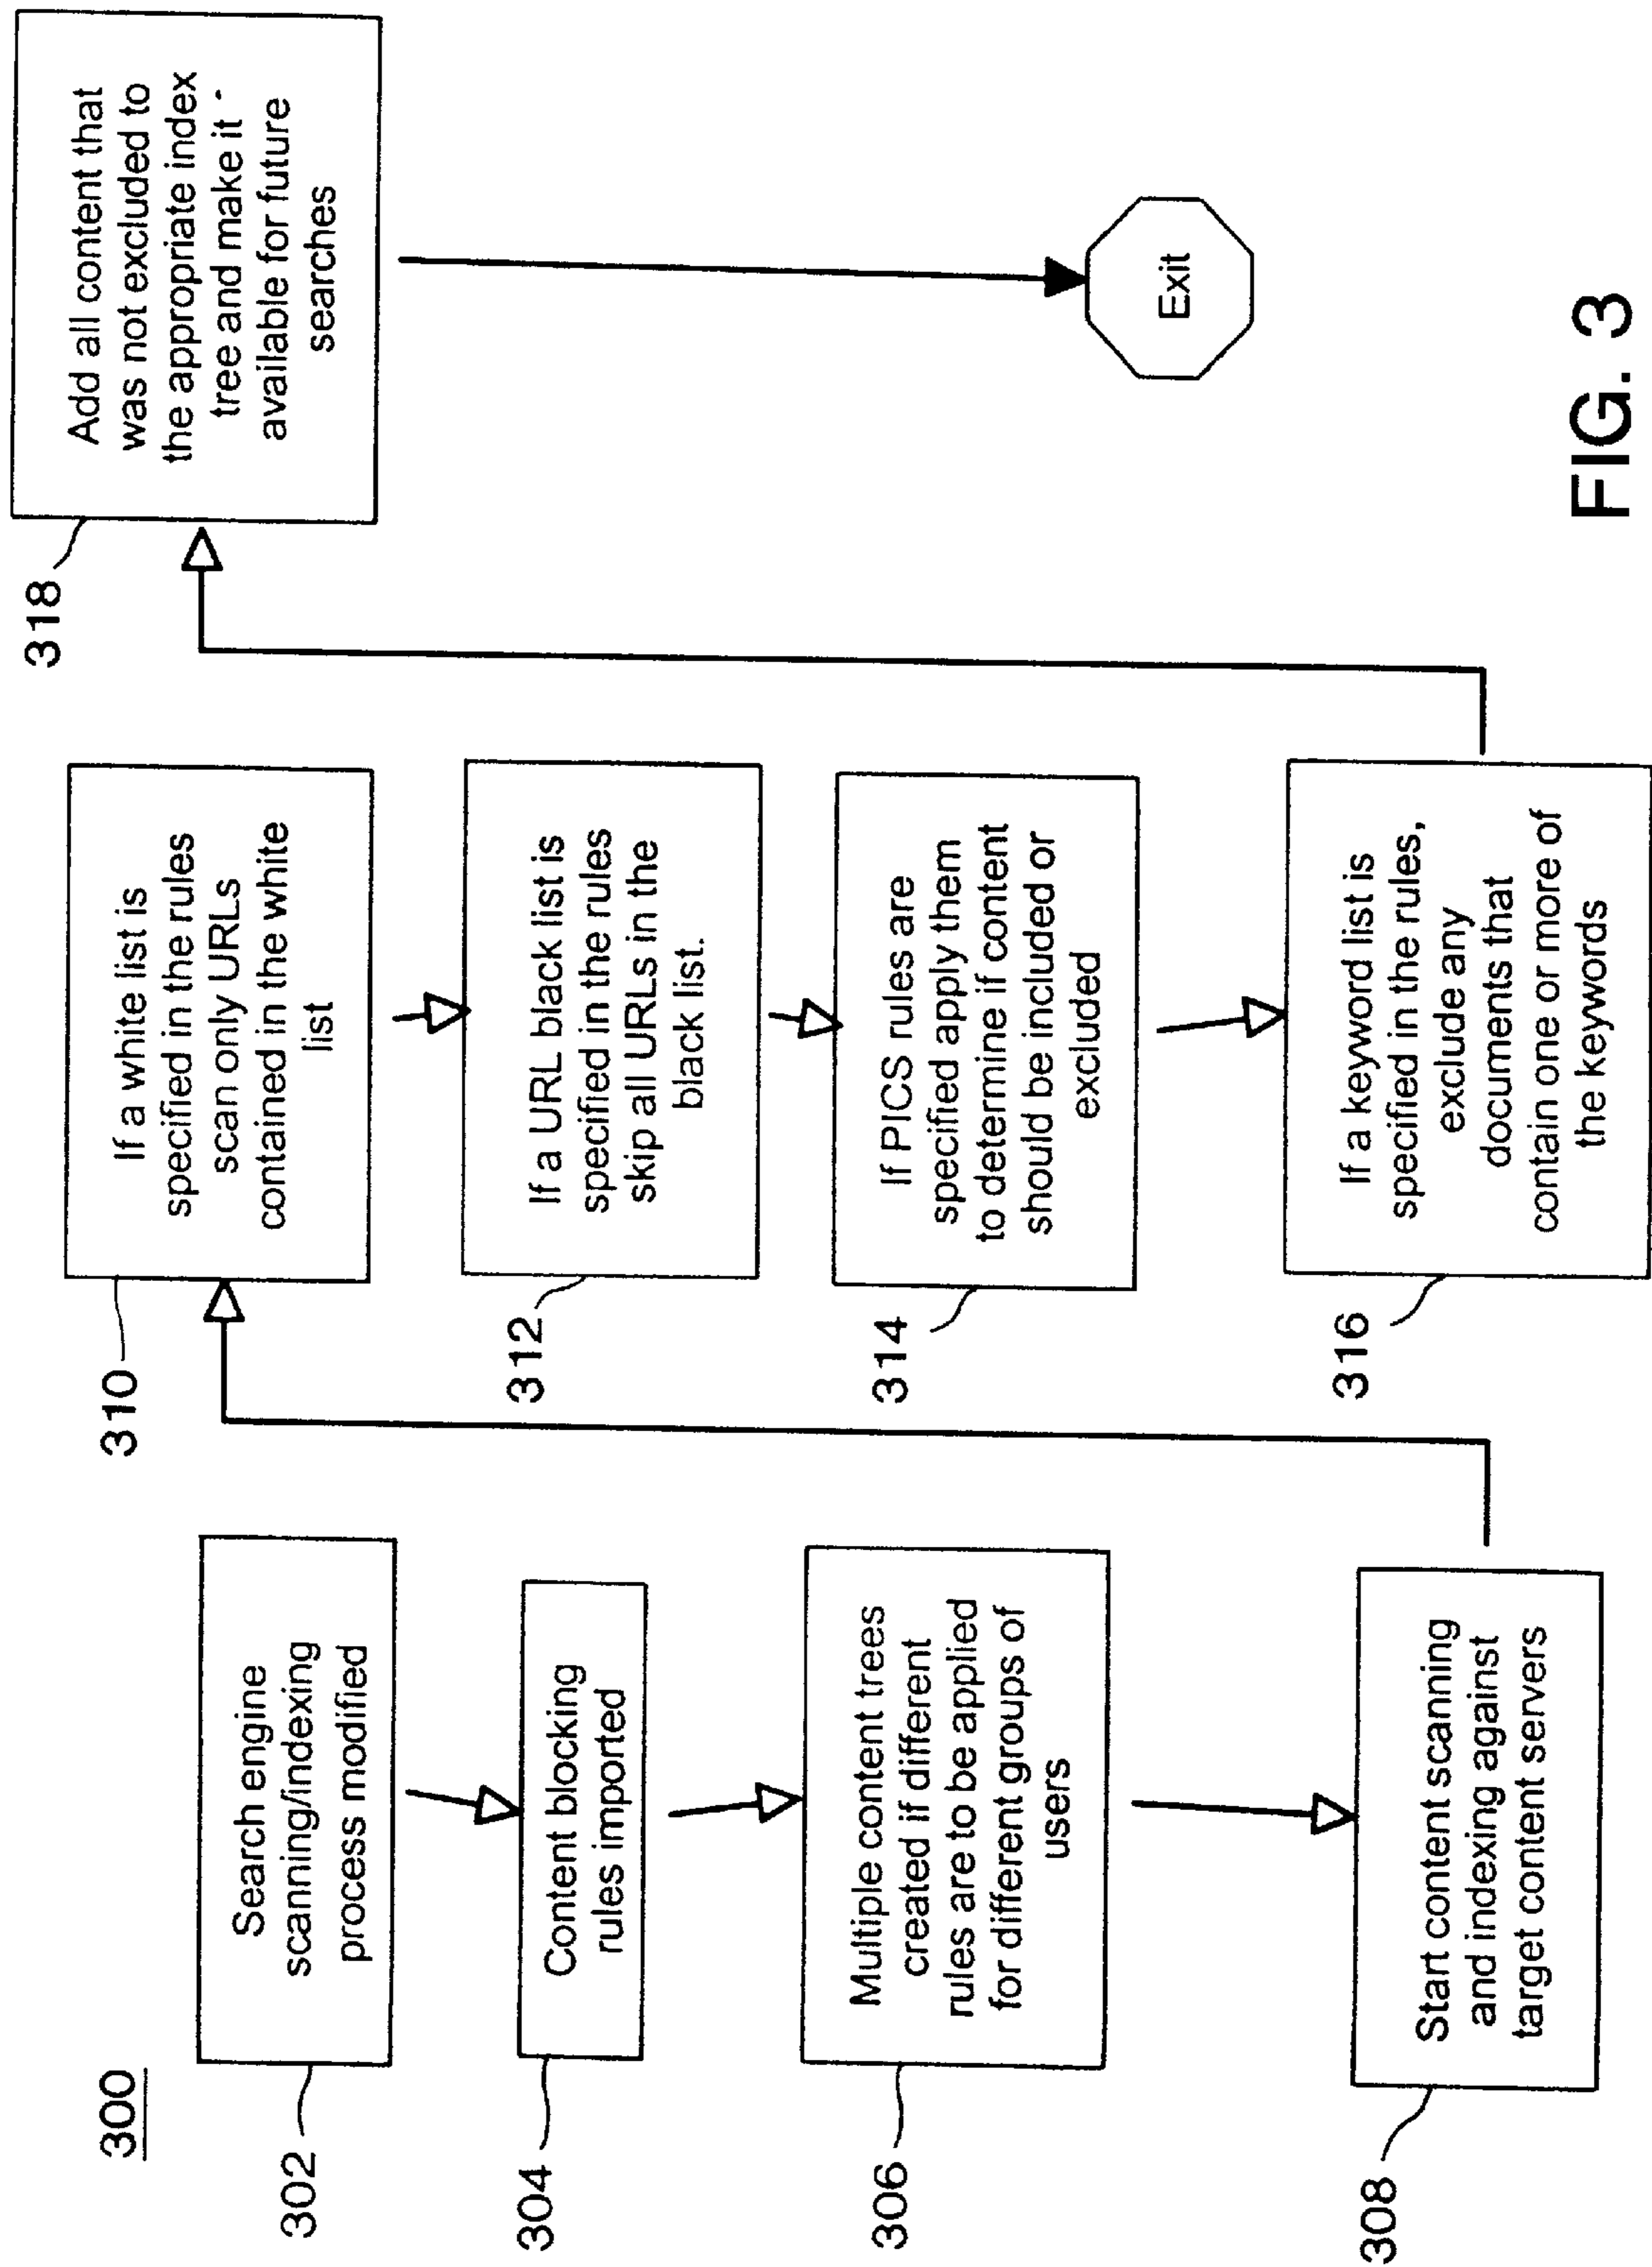 300
302
Search engine
scanning/indexing
process modified
304
Content blocking
rules imported
306
Multiple content trees
created if different
rules are to be applied
for different groups of
users
308
Start content scanning
and indexing against
target content servers
310
If a white list is
specified in the rules
scan only URLs
contained in the white
list
312
If a URL black list is
specified in the rules
skip all URLs in the
black list.
314
If PICS rules are
specified apply them
to determine if content
should be included or
excluded
316
If a keyword list is
specified in the rules,
exclude any
documents that
contain one or more of
the keywords
318
Add all content that
was not excluded to
the appropriate index
tree and make it -
available for future
searches
Exit
FIG. 3